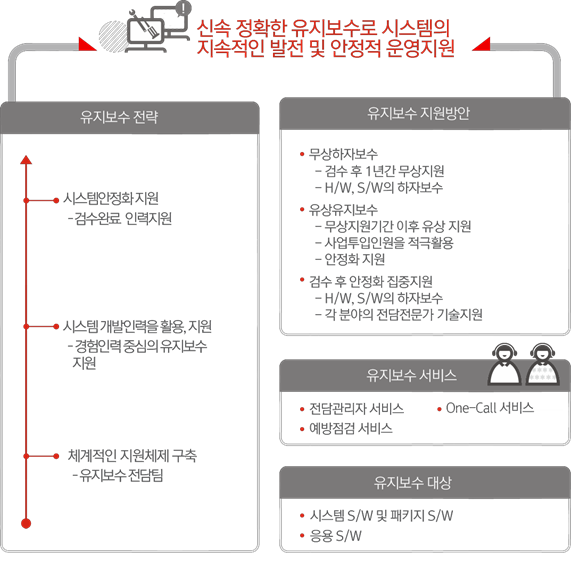 신속 정확한 유지보수로 시스템의
지속적인 발전 및 안정적 운영지원
유지보수 전략
시스템안정화 지원
- 검수완료 인력지원
시스템 개발인력을 활용, 지원
- 경험인력 중심의 유지보수
지원
체계적인 지원체제 구축
- 유지보수 전담팀
유지보수 지원방안
• 무상하자보수
- 검수 후 1년간 무상지원
- H/W, S/W의 하자보수
• 유상유지보수
- 무상지원기간 이후 유상 지원
- 사업투입인원을 적극활용
- 안정화 지원
• 검수 후 안정화 집중지원
- H/W, S/W의 하자보수
- 각 분야의 전담전문가 기술지원
유지보수 서비스
• 전담관리자 서비스 • One-Call 서비스
• 예방점검 서비스
유지보수 대상
• 시스템 S/W 및 패키지 S/W
• 응용 S/W